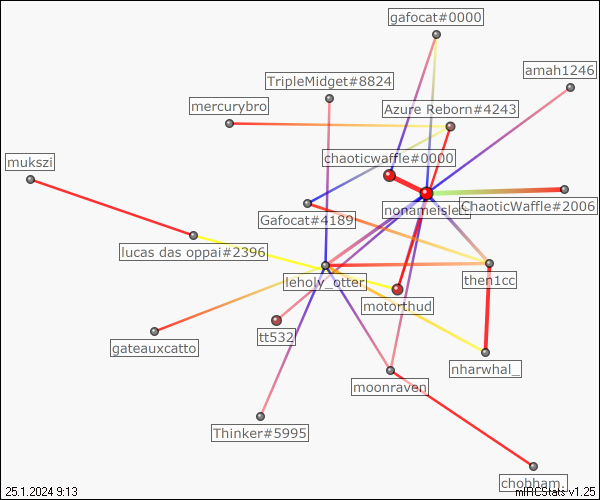 gafocat#0000
amah1246
TripleMidget#8824
mercurybro
Azure Reborn#4243
chaoticwaffle#0000
mukszi
nonameisleft
ChaoticWaffle#2006
Gafocat#4189
lucas das oppai#2396
leholy_otter
then1cc
motorthud
tt532
gateauxcatto
nharwhal_
moonraven
Thinker#5995
chobham.
25.1.2024 9:13
mIRCStats v1.25